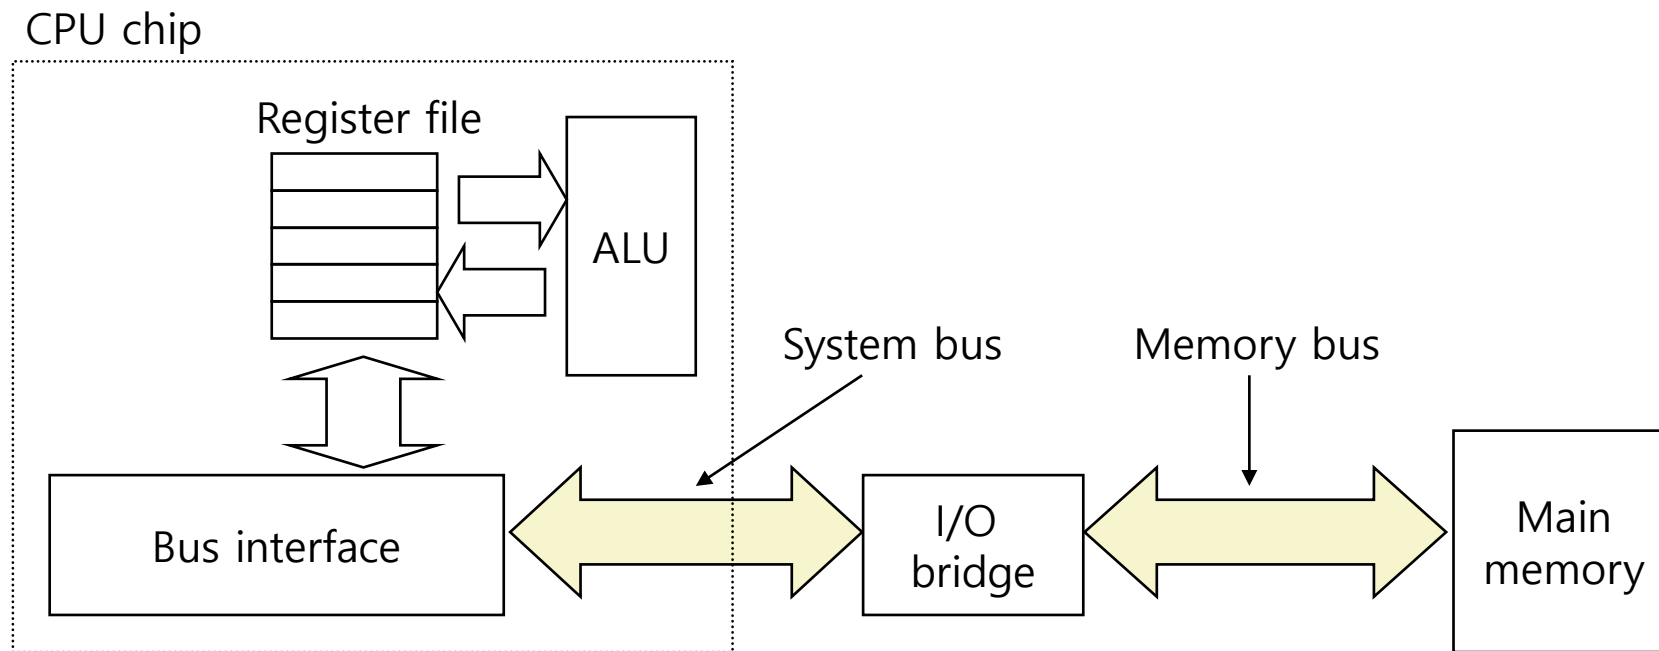 CPU chip
Register file
ALU
System bus
Memory bus
Bus interface
I/O
bridge
Main
memory